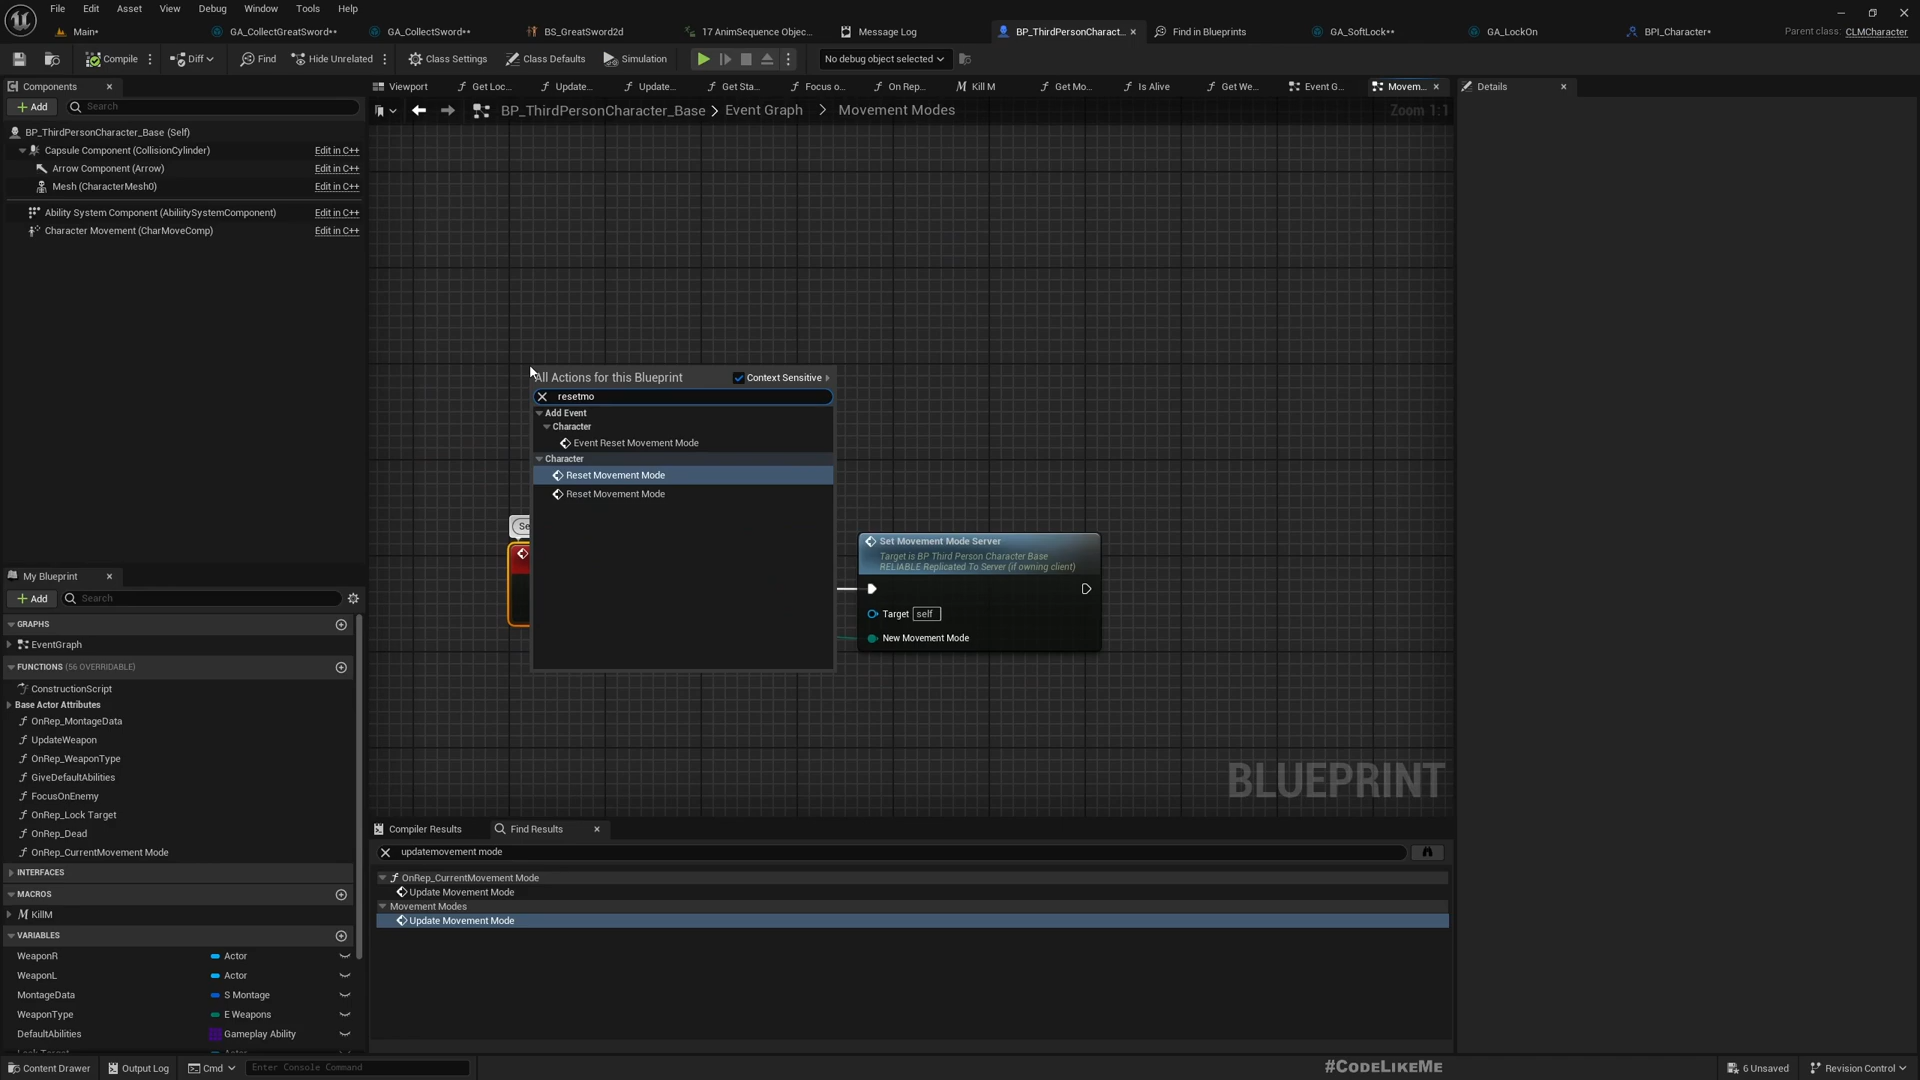 File Edit Asset View Debug Window Tools Help
Main* GA_CollectGreatSword** GA_CollectSword** BS_GreatSword2d 17 AnimSequence Objec... Message Log BP_ThirdPersonCharact... Find in Blueprints GA_SoftLock** GA_LockOn BPI_Character* Parent class: CLMCharacter
Compile Diff Find Hide Unrelated Class Settings Class Defaults Simulation No debug object selected
Components
Add Search
Viewport Get Loc... Update... Update... Get Sta... Focus o... On Rep... Kill M Get Mo... Is Alive Get We... Event G... Movem...
Details
BP_ThirdPersonCharacter_Base > Event Graph > Movement Modes Zoom 1:1
BP_ThirdPersonCharacter_Base (Self)
Capsule Component (CollisionCylinder) Edit in C++
Arrow Component (Arrow) Edit in C++
Mesh (CharacterMesh0) Edit in C++
Ability System Component (AbiliitySystemComponent) Edit in C++
Character Movement (CharMoveComp) Edit in C++
All Actions for this Blueprint Context Sensitive
resetmo
Add Event
Character
Event Reset Movement Mode
Character
Reset Movement Mode
Reset Movement Mode
Se
Set Movement Mode Server
Target is BP Third Person Character Base
RELIABLE Replicated To Server (if owning client)
Target self
New Movement Mode
BLUEPRINT
My Blueprint
Add Search
GRAPHS
EventGraph
FUNCTIONS (56 OVERRIDABLE)
ConstructionScript
Base Actor Attributes
OnRep_MontageData
UpdateWeapon
OnRep_WeaponType
GiveDefaultAbilities
FocusOnEnemy
OnRep_Lock Target
OnRep_Dead
OnRep_CurrentMovement Mode
INTERFACES
MACROS
KillM
VARIABLES
WeaponR Actor
WeaponL Actor
MontageData S Montage
WeaponType E Weapons
DefaultAbilities Gameplay Ability
Compiler Results Find Results
updatemovement mode
OnRep_CurrentMovement Mode
Update Movement Mode
Movement Modes
Update Movement Mode
Content Drawer Output Log Cmd Enter Console Command #CodeLikeMe 6 Unsaved Revision Control